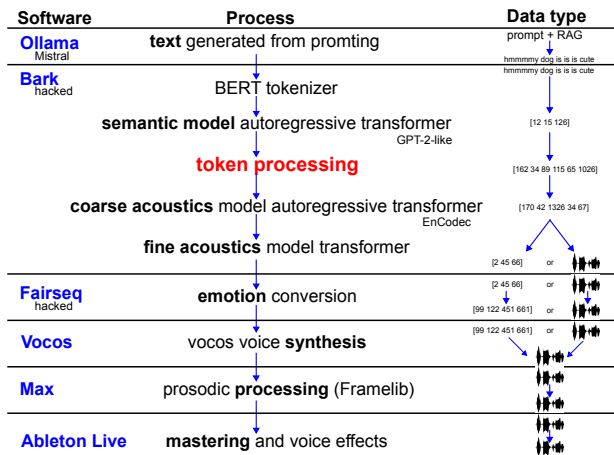 Software Process Data type
Ollama text generated from promting prompt + RAG
Mistral
hmmmmy dog is is is cute
Bark hmmmmy dog is is is cute
hacked
BERT tokenizer
semantic model autoregressive transformer [12 15 126]
GPT-2-like
token processing [162 34 89 115 65 1026]
coarse acoustics model autoregressive transformer [170 42 1326 34 67]
EnCodec
fine acoustics model transformer
[2 45 66] or
Fairseq [2 45 66] or
hacked emotion conversion
[99 122 451 661] or
Vocos vocos voice synthesis [99 122 451 661] or
Max prosodic processing (Framelib)
Ableton Live mastering and voice effects